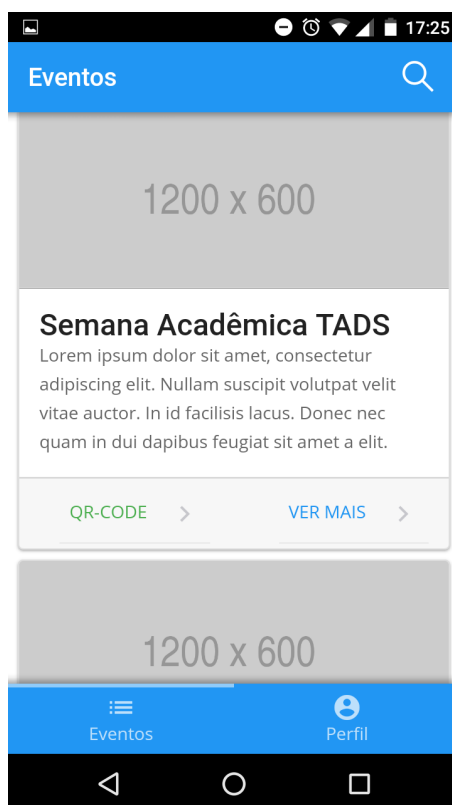 17:25
Eventos
1200 x 600
Semana Acadêmica TADS
Lorem ipsum dolor sit amet, consectetur
adipiscing elit. Nullam suscipit volutpat velit
vitae auctor. In id facilisis lacus. Donec nec
quam in dui dapibus feugiat sit amet a elit.
QR-CODE VER MAIS
1200 x 600
Eventos Perfil